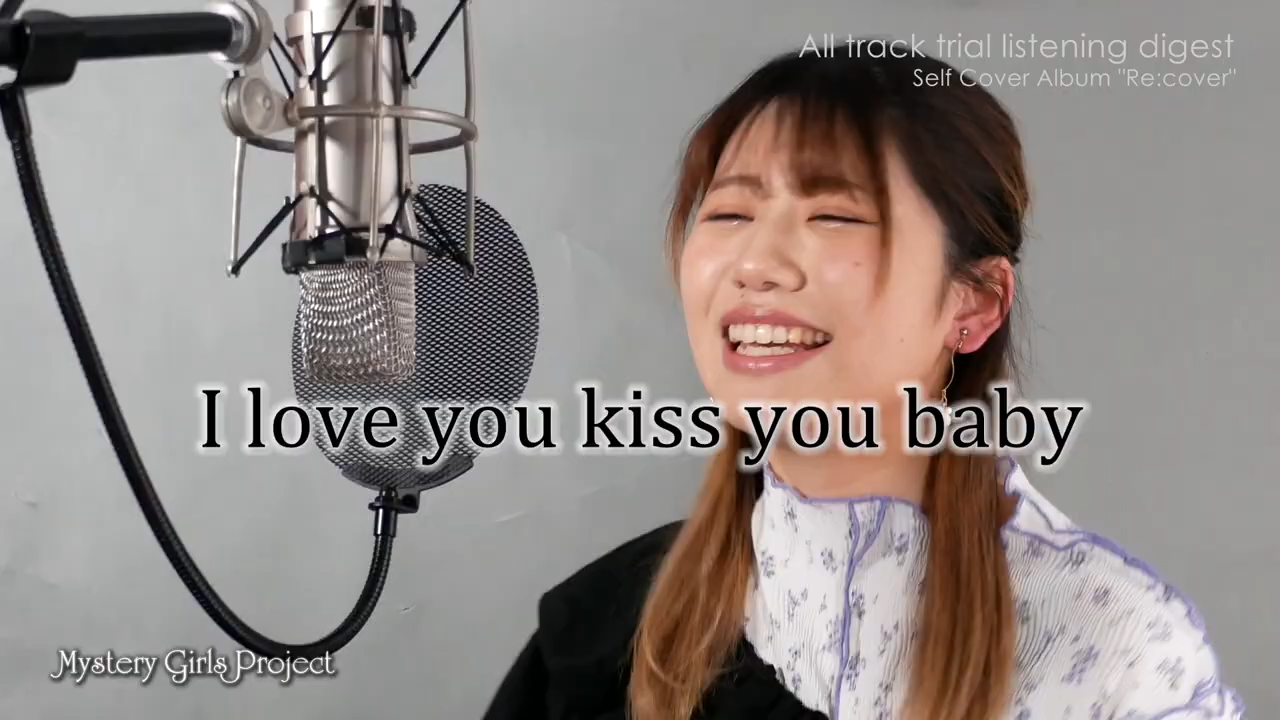 All track trial listening digest
Self Cover Album "Re:cover"
I love you kiss you baby
Mystery Girls Project